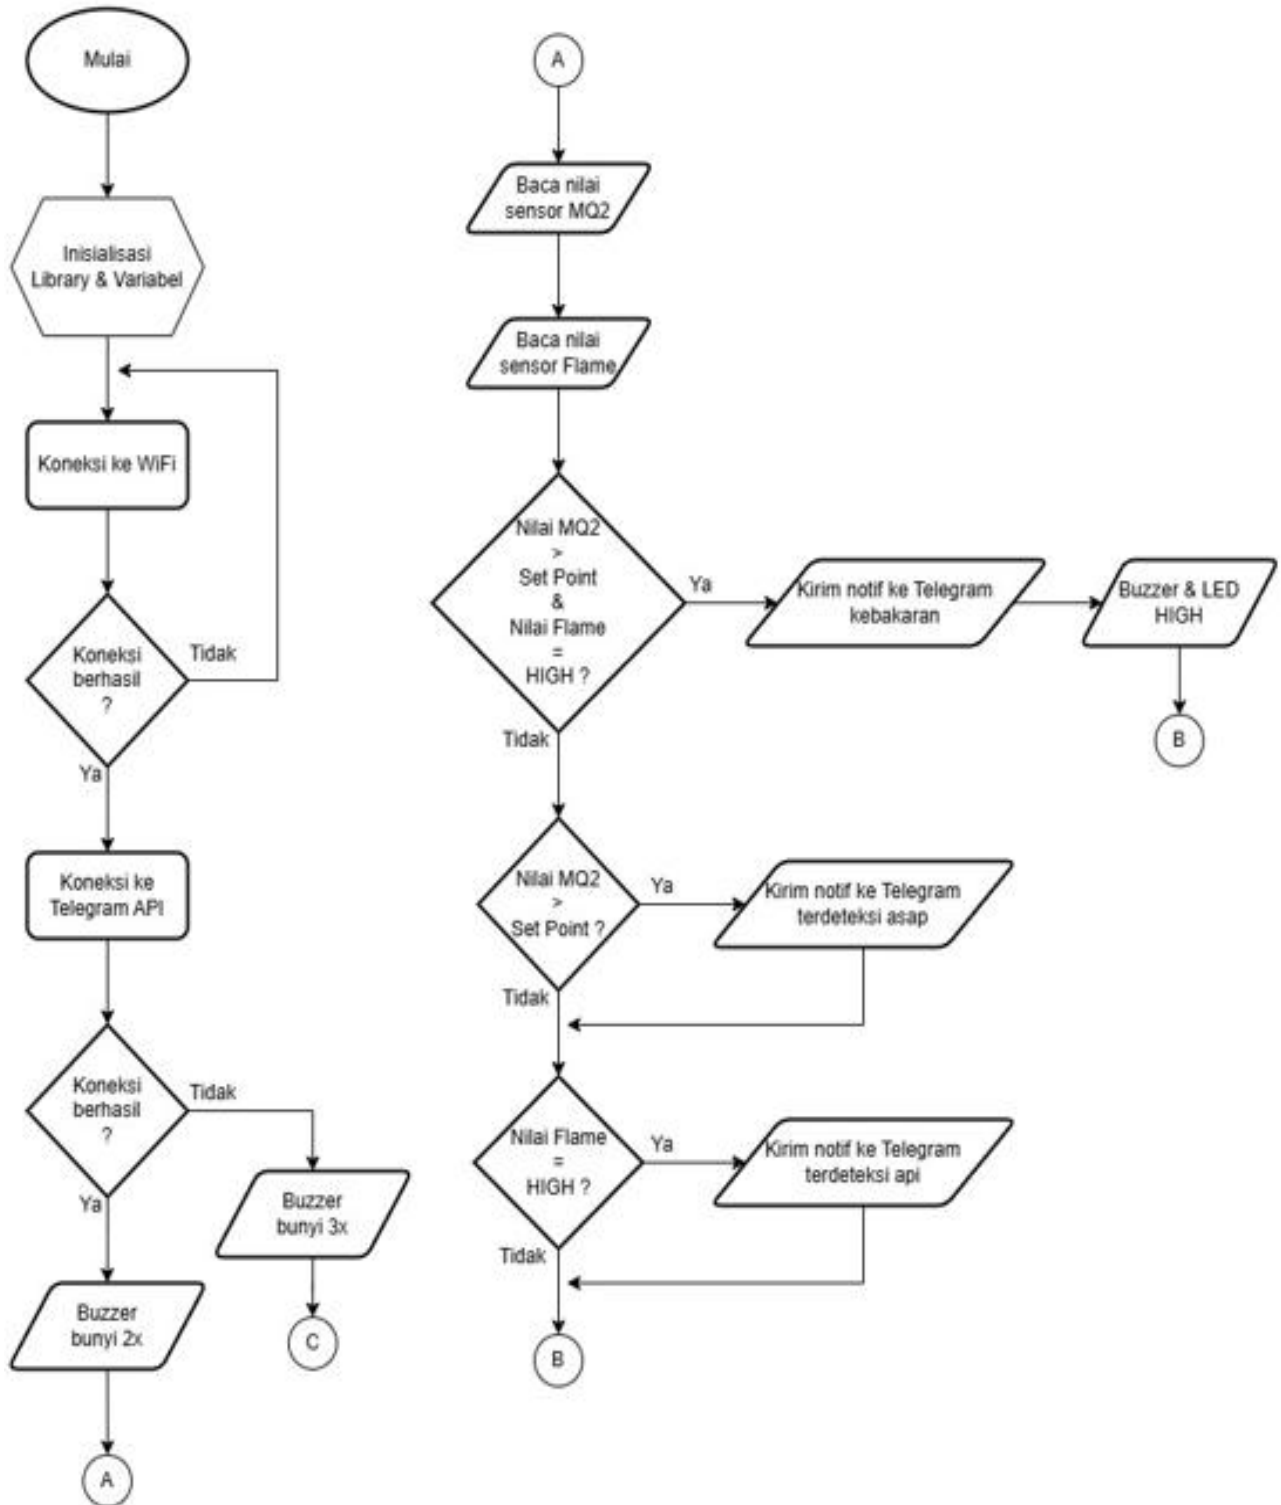 Mulai
Inisialisasi
Library & Variabel
Koneksi ke WiFi
Koneksi
berhasil
?
Tidak
Ya
Koneksi ke
Telegram API
Koneksi
berhasil
?
Tidak
Ya
Buzzer
bunyi 3x
C
Buzzer
bunyi 2x
A
A
Baca nilai
sensor MQ2
Baca nilai
sensor Flame
Nilai MQ2
>
Set Point
&
Nilai Flame
=
HIGH ?
Ya
Kirim notif ke Telegram
kebakaran
Buzzer & LED
HIGH
B
Tidak
Nilai MQ2
>
Set Point ?
Ya
Kirim notif ke Telegram
terdeteksi asap
Tidak
Nilai Flame
=
HIGH ?
Ya
Kirim notif ke Telegram
terdeteksi api
Tidak
B